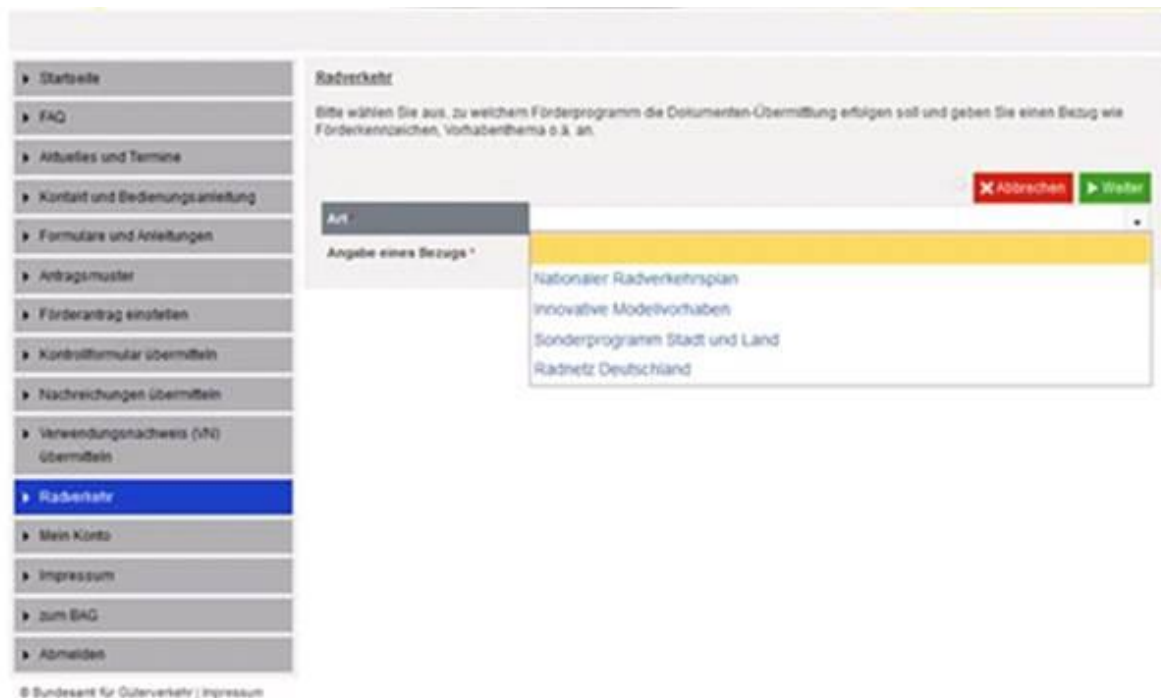 Startseite
FAQ
Aktuelles und Termine
Kontakt und Bedienungsanleitung
Formulare und Anleitungen
Antragsmuster
Förderantrag einstellen
Kontrollformular übermitteln
Nachreichungen übermitteln
Verwendungsnachweis (VN)
übermitteln
Radverkehr
Mein Konto
Impressum
zum BAG
Abmelden
© Bundesamt für Güterverkehr | Impressum
Radverkehr
Bitte wählen Sie aus, zu welchem Förderprogramm die Dokumenten-Übermittlung erfolgen soll und geben Sie einen Bezug wie
Förderkennzeichen, Vorhabenthema o.ä. an.
Abbrechen Weiter
Art *
Angabe eines Bezugs *
Nationaler Radverkehrsplan
Innovative Modellvorhaben
Sonderprogramm Stadt und Land
Radnetz Deutschland